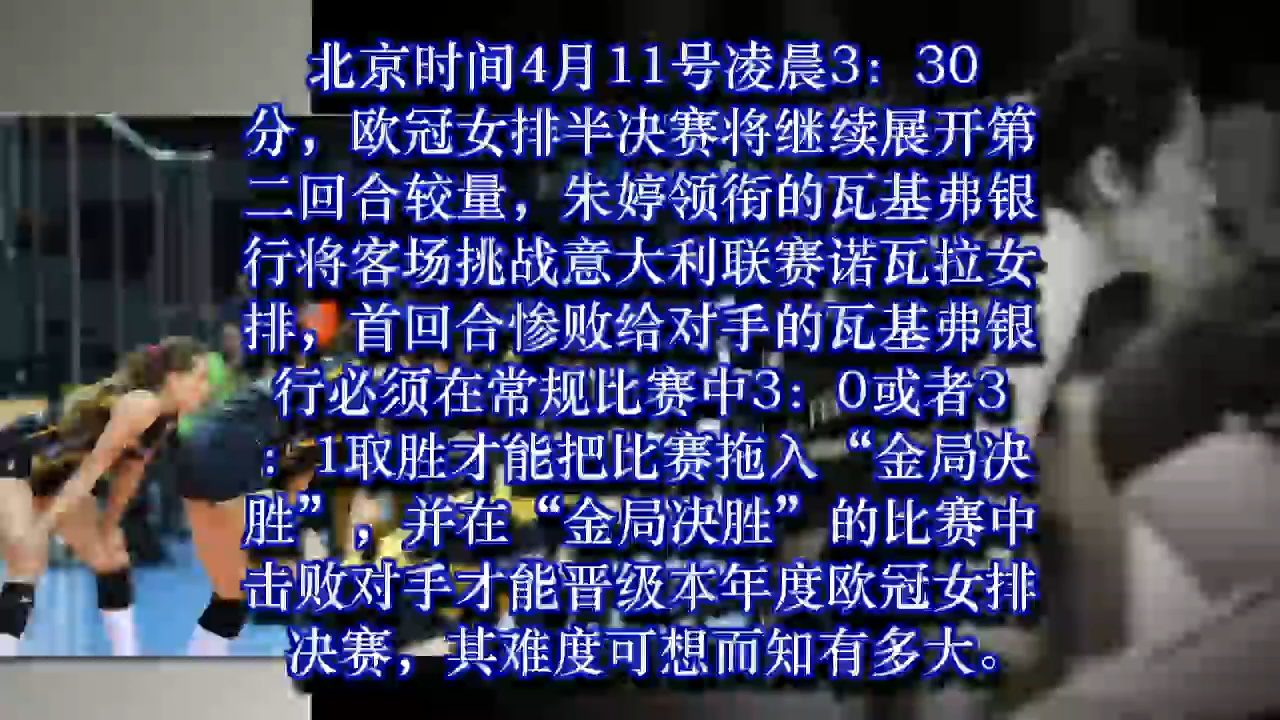 北京时间4月11号凌晨3：30
分，欧冠女排半决赛将继续展开第
二回合较量，朱婷领衔的瓦基弗银
行将客场挑战意大利联赛诺瓦拉女
排，首回合惨败给对手的瓦基弗银
行必须在常规比赛中3：0或者3
：1取胜才能把比赛拖入“金局决
胜”，并在“金局决胜”的比赛中
击败对手才能晋级本年度欧冠女排
决赛，其难度可想而知有多大。